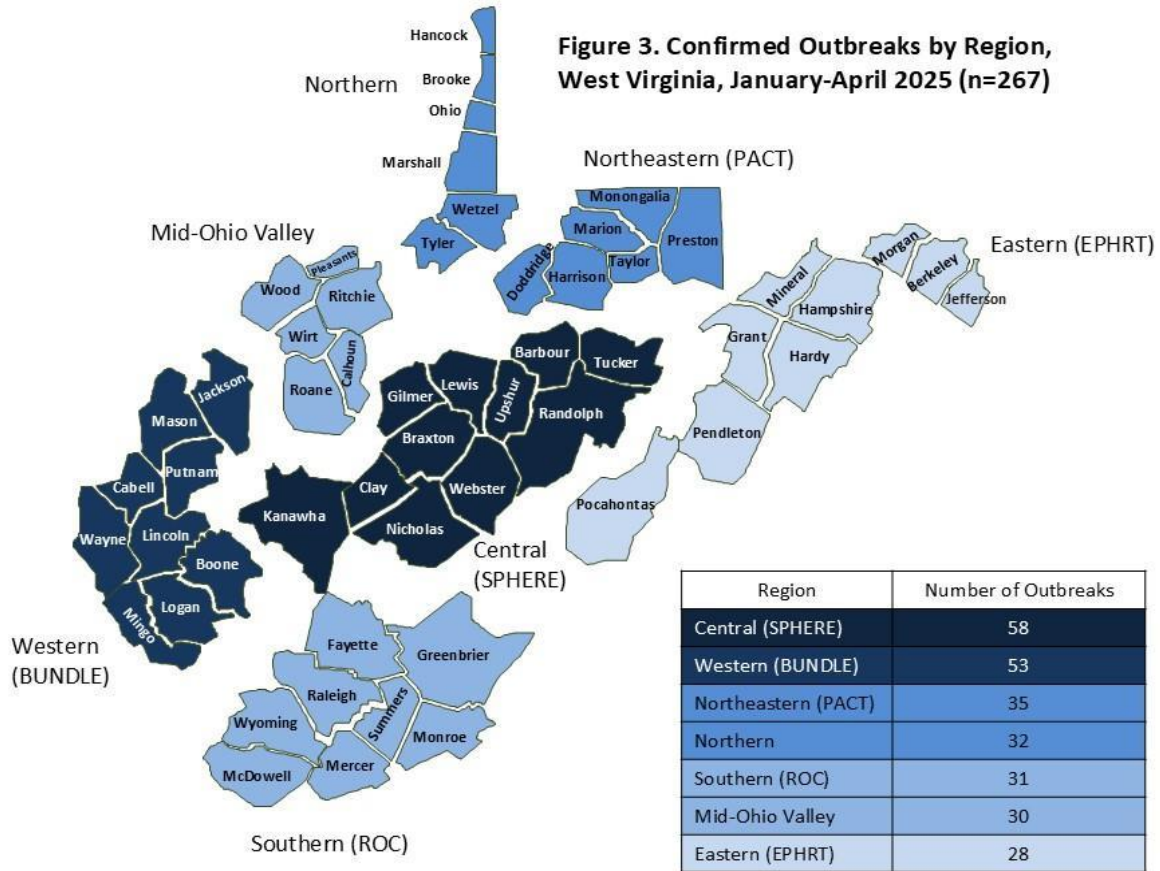 Figure 3. Confirmed Outbreaks by Region,
West Virginia, January-April 2025 (n=267)
Northern
Hancock
Brooke
Ohio
Marshall
Wetzel
Tyler
Northeastern (PACT)
Monongalia
Marion
Preston
Taylor
Doddridge
Harrison
Mid-Ohio Valley
Pleasants
Wood
Ritchie
Wirt
Calhoun
Roane
Eastern (EPHRT)
Morgan
Berkeley
Jefferson
Mineral
Hampshire
Grant
Hardy
Pendleton
Pocahontas
Barbour
Tucker
Lewis
Gilmer
Upshur
Randolph
Braxton
Clay
Webster
Kanawha
Nicholas
Central
(SPHERE)
Jackson
Mason
Putnam
Cabell
Wayne
Lincoln
Boone
Logan
Mingo
Western
(BUNDLE)
Fayette
Greenbrier
Raleigh
Summers
Wyoming
Monroe
Mercer
McDowell
Southern (ROC)
Region Number of Outbreaks
Central (SPHERE) 58
Western (BUNDLE) 53
Northeastern (PACT) 35
Northern 32
Southern (ROC) 31
Mid-Ohio Valley 30
Eastern (EPHRT) 28